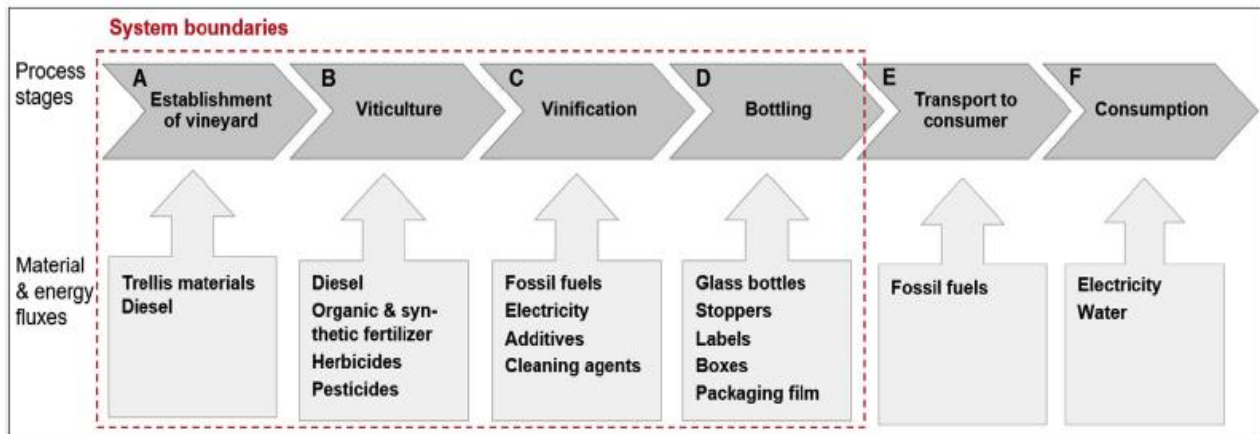 System boundaries
Process
stages
A
Establishment
of vineyard
B
Viticulture
C
Vinification
D
Bottling
E
Transport to
consumer
F
Consumption
Material
& energy
fluxes
Trellis materials
Diesel
Diesel
Organic & syn-
thetic fertilizer
Herbicides
Pesticides
Fossil fuels
Electricity
Additives
Cleaning agents
Glass bottles
Stoppers
Labels
Boxes
Packaging film
Fossil fuels
Electricity
Water